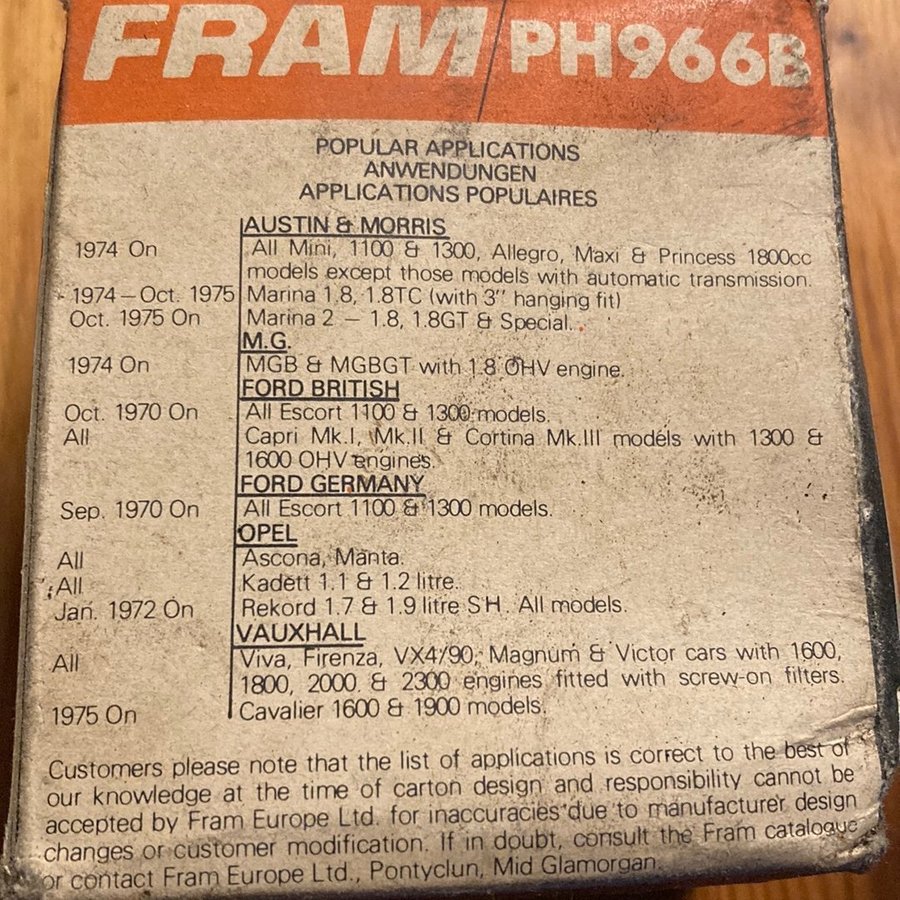 FRAM PH966B
POPULAR APPLICATIONS
ANWENDUNGEN
APPLICATIONS POPULAIRES
AUSTIN & MORRIS
1974 On All Mini, 1100 & 1300, Allegro, Maxi & Princess 1800cc
models except those models with automatic transmission.
1974–Oct. 1975 Marina 1.8, 1.8TC (with 3" hanging fit)
Oct. 1975 On Marina 2 – 1.8, 1.8GT & Special.
M.G.
1974 On MGB & MGBGT with 1.8 OHV engine.
FORD BRITISH
Oct. 1970 On All Escort 1100 & 1300 models.
All Capri Mk.I, Mk.II & Cortina Mk.III models with 1300 &
1600 OHV engines.
FORD GERMANY
Sep. 1970 On All Escort 1100 & 1300 models.
OPEL
All Ascona, Manta.
All Kadett 1.1 & 1.2 litre.
Jan. 1972 On Rekord 1.7 & 1.9 litre S.H. All models.
VAUXHALL
All Viva, Firenza, VX4/90, Magnum & Victor cars with 1600,
1800, 2000. & 2300 engines fitted with screw-on filters.
1975 On Cavalier 1600 & 1900 models.
Customers please note that the list of applications is correct to the best of
our knowledge at the time of carton design and responsibility cannot be
accepted by Fram Europe Ltd. for inaccuracies due to manufacturer design
changes or customer modification. If in doubt, consult the Fram catalogue
or contact Fram Europe Ltd., Pontyclun, Mid Glamorgan.